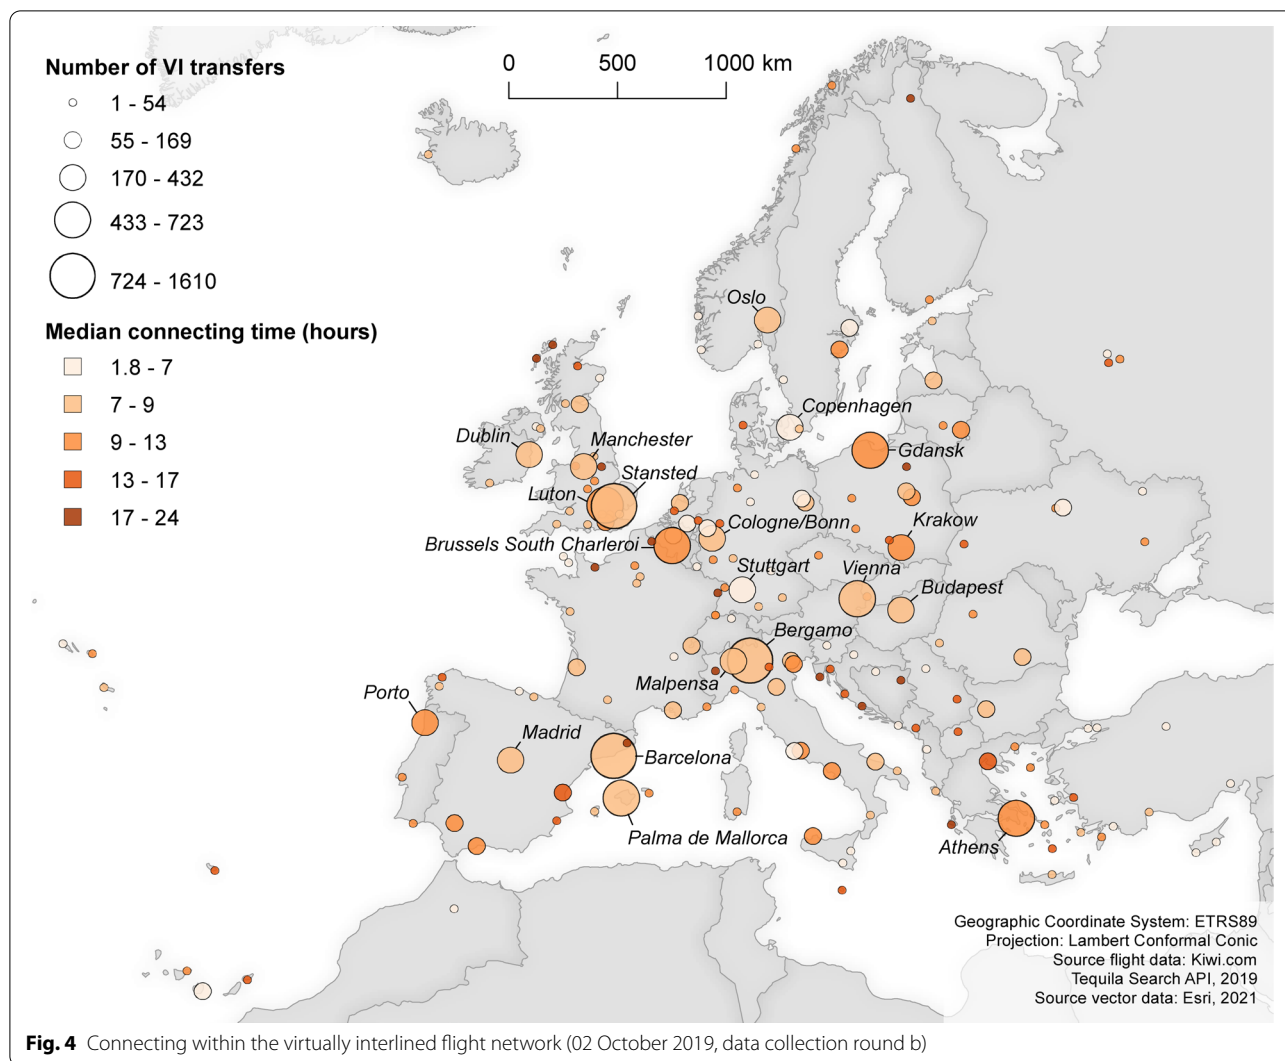 Number of VI transfers
1 - 54
55 - 169
170 - 432
433 - 723
724 - 1610
Median connecting time (hours)
1.8 - 7
7 - 9
9 - 13
13 - 17
17 - 24
0 500 1000 km
Oslo
Copenhagen
Dublin
Manchester
Gdansk
Stansted
Luton
Cologne/Bonn
Krakow
Brussels South Charleroi
Stuttgart
Vienna
Budapest
Bergamo
Malpensa
Porto
Madrid
Barcelona
Palma de Mallorca
Athens
Geographic Coordinate System: ETRS89
Projection: Lambert Conformal Conic
Source flight data: Kiwi.com
Tequila Search API, 2019
Source vector data: Esri, 2021
Fig. 4 Connecting within the virtually interlined flight network (02 October 2019, data collection round b)